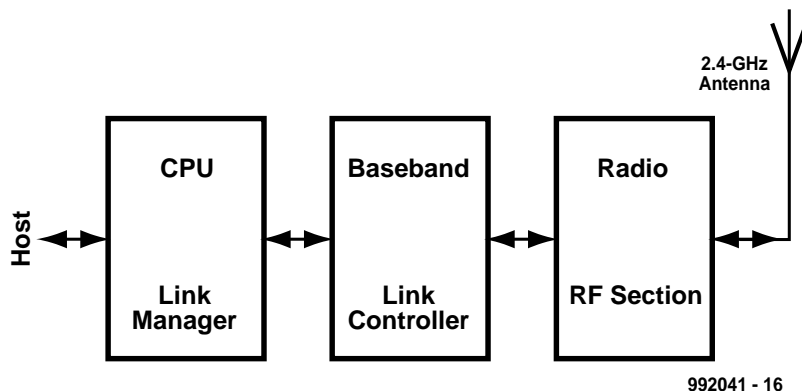 2.4-GHz
Antenna
Host
CPU
Link
Manager
Baseband
Link
Controller
Radio
RF Section
992041 - 16